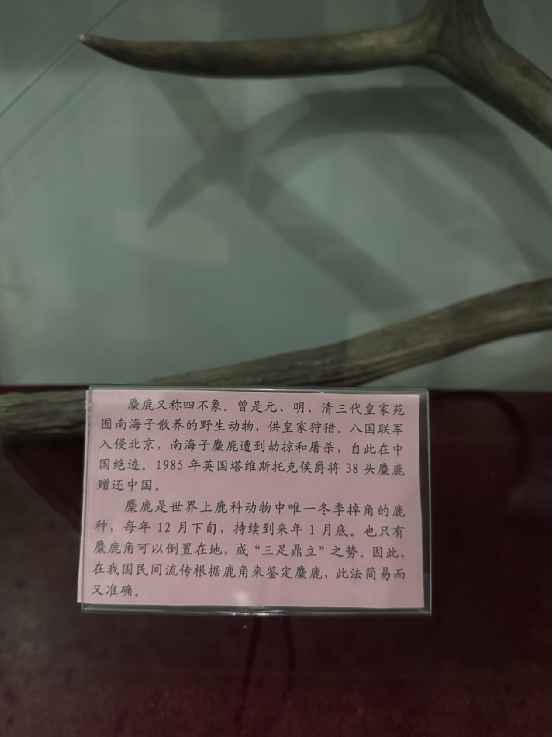 麋鹿又称四不象。曾是元、明、清三代皇家苑
囿南海子散养的野生动物，供皇家狩猎。八国联军
入侵北京，南海子麋鹿遭到劫掠和屠杀，自此在中
国绝迹。1985年英国塔维斯托克侯爵将38头麋鹿
赠还中国。
麋鹿是世界上鹿科动物中唯一冬季掉角的鹿
种，每年12月下旬，持续到来年1月底。也只有
麋鹿角可以倒置在地，成“三足鼎立”之势。因此，
在我国民间流传根据鹿角来鉴定麋鹿，此法简易而
又准确。